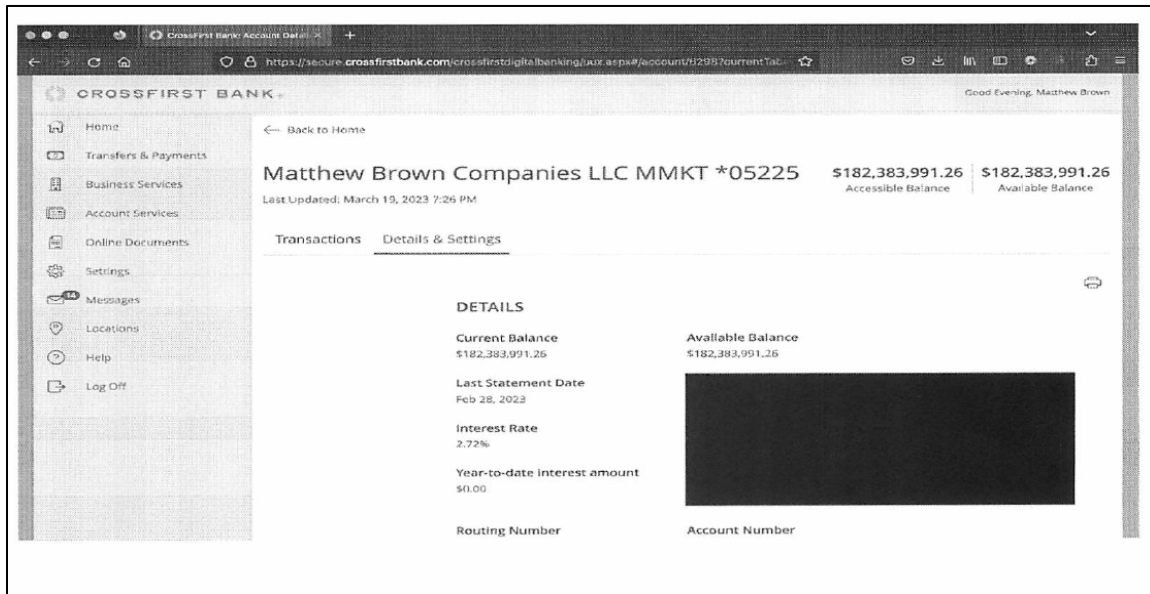 CrossFirst Bank: Account Detail ×
https://secure.crossfirstbank.com/crossfirstdigitalbanking/uux.aspx#/account/
CROSSFIRST BANK
Good Evening, Matthew Brown
Home
Transfers & Payments
Business Services
Account Services
Online Documents
Settings
14
Messages
Locations
Help
Log Off
← Back to Home
Matthew Brown Companies LLC MMKT *05225
Last Updated: March 19, 2023 7:26 PM
$182,383,991.26
Accessible Balance
$182,383,991.26
Available Balance
Transactions Details & Settings
DETAILS
Current Balance
$182,383,991.26
Available Balance
$182,383,991.26
Last Statement Date
Feb 28, 2023
Interest Rate
2.72%
Year-to-date interest amount
$0.00
Routing Number
Account Number